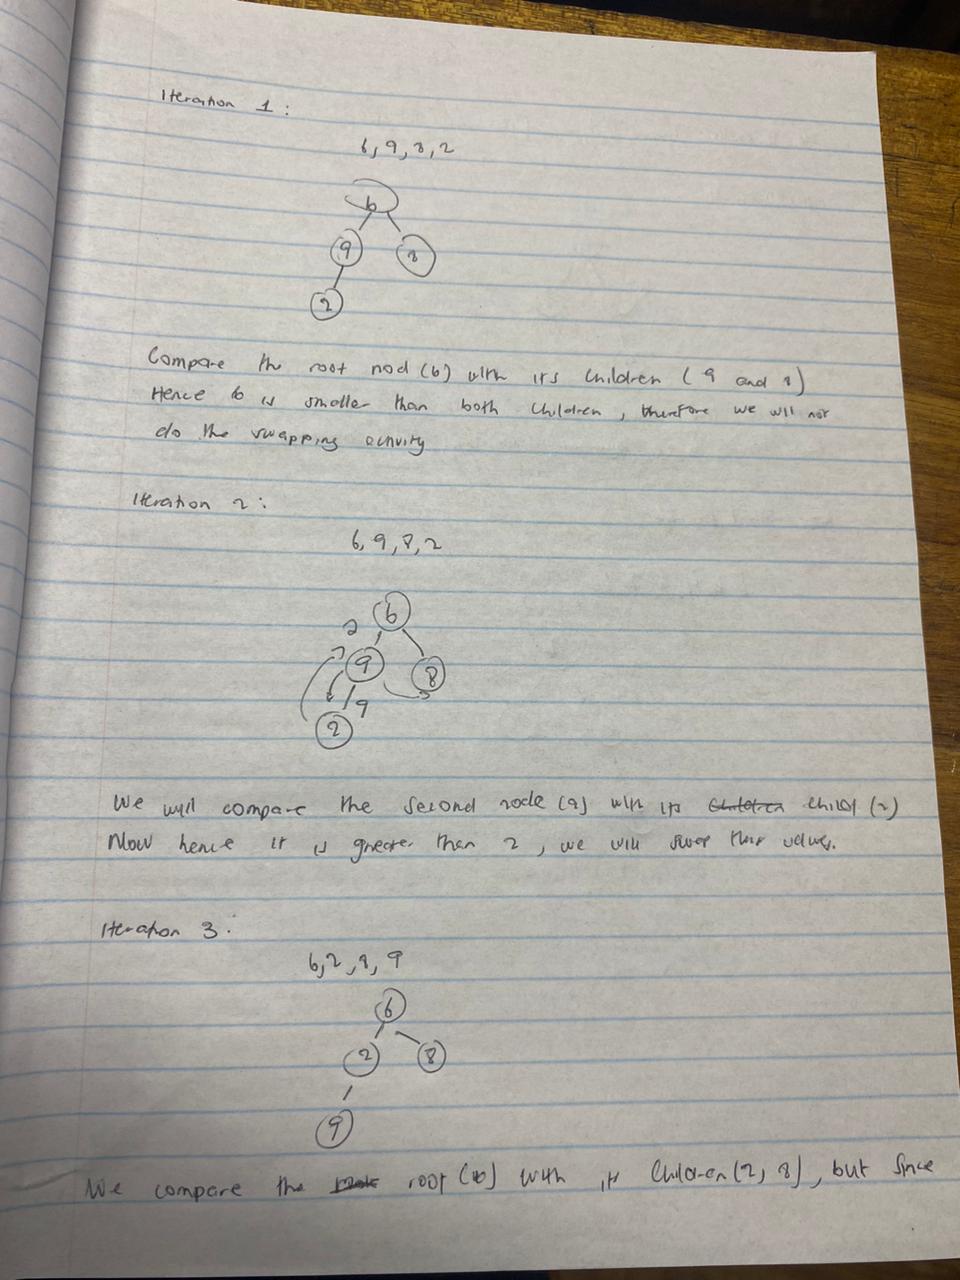 Iteration 1:
6, 9, 8, 2
6
9 8
2
Compare the root nod (6) with its children (9 and 8)
Hence 6 is smaller than both children, therefore we will not
do the swapping activity
Iteration 2:
6, 9, 8, 2
6
2
9 8
9
2
We will compare the second node (9) with its children child (2)
Now hence it is greater than 2, we will swap their values.
Iteration 3.
6, 2, 8, 9
6
2 8
9
We compare the root (6) with its Children (2, 8), but since